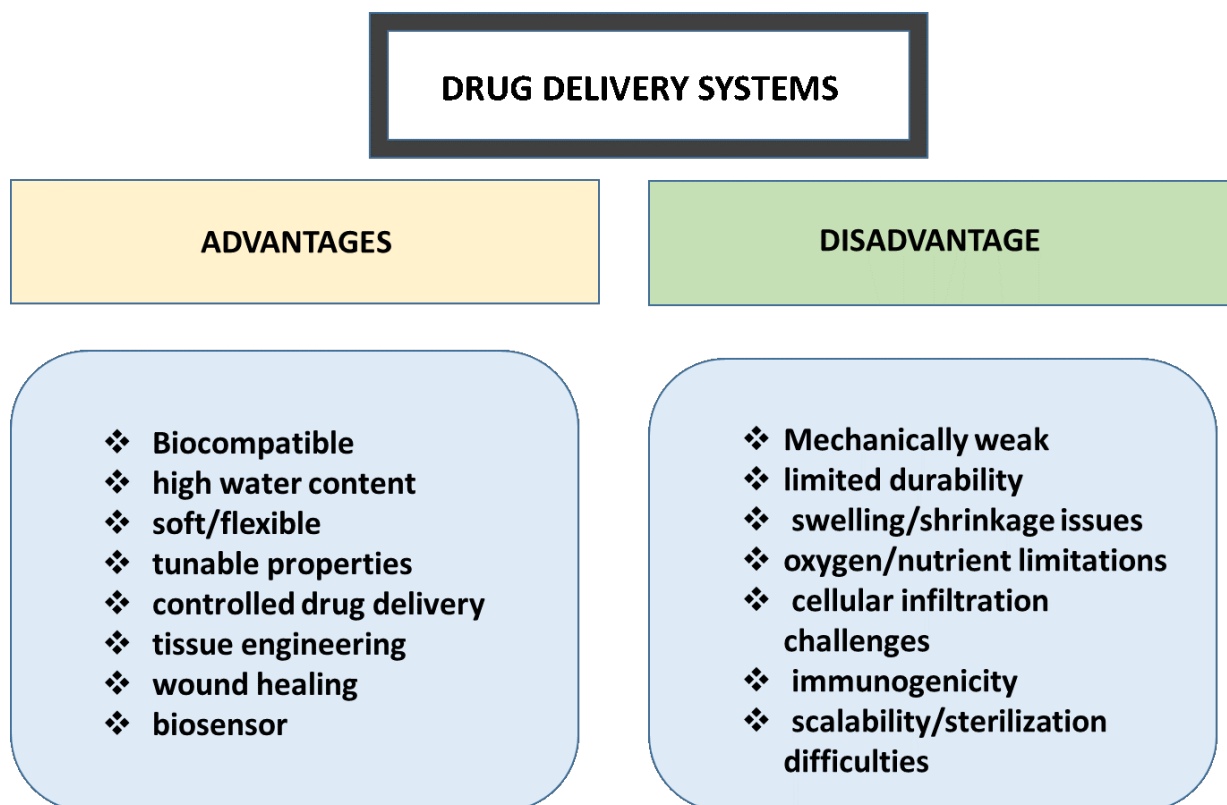 DRUG DELIVERY SYSTEMS
ADVANTAGES
DISADVANTAGE
❖ Biocompatible
❖ high water content
❖ soft/flexible
❖ tunable properties
❖ controlled drug delivery
❖ tissue engineering
❖ wound healing
❖ biosensor
❖ Mechanically weak
❖ limited durability
❖ swelling/shrinkage issues
❖ oxygen/nutrient limitations
❖ cellular infiltration
challenges
❖ immunogenicity
❖ scalability/sterilization
difficulties